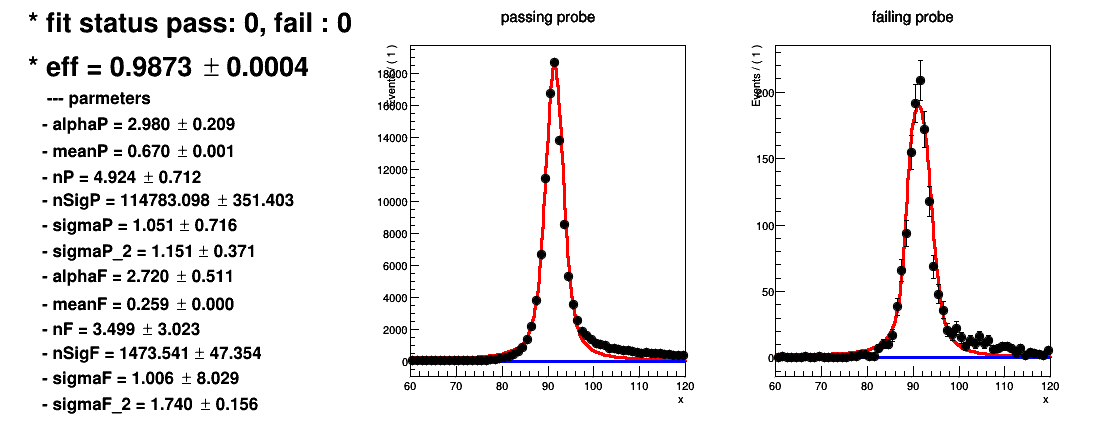 * fit status pass: 0, fail : 0
* eff = 0.9873 ± 0.0004
--- parmeters
- alphaP = 2.980 ± 0.209
- meanP = 0.670 ± 0.001
- nP = 4.924 ± 0.712
- nSigP = 114783.098 ± 351.403
- sigmaP = 1.051 ± 0.716
- sigmaP_2 = 1.151 ± 0.371
- alphaF = 2.720 ± 0.511
- meanF = 0.259 ± 0.000
- nF = 3.499 ± 3.023
- nSigF = 1473.541 ± 47.354
- sigmaF = 1.006 ± 8.029
- sigmaF_2 = 1.740 ± 0.156
passing probe
Events / ( 1 )
18000
16000
14000
12000
10000
8000
6000
4000
2000
0
60 70 80 90 100 110 120
x
failing probe
Events / ( 1 )
200
150
100
50
0
60 70 80 90 100 110 120
x